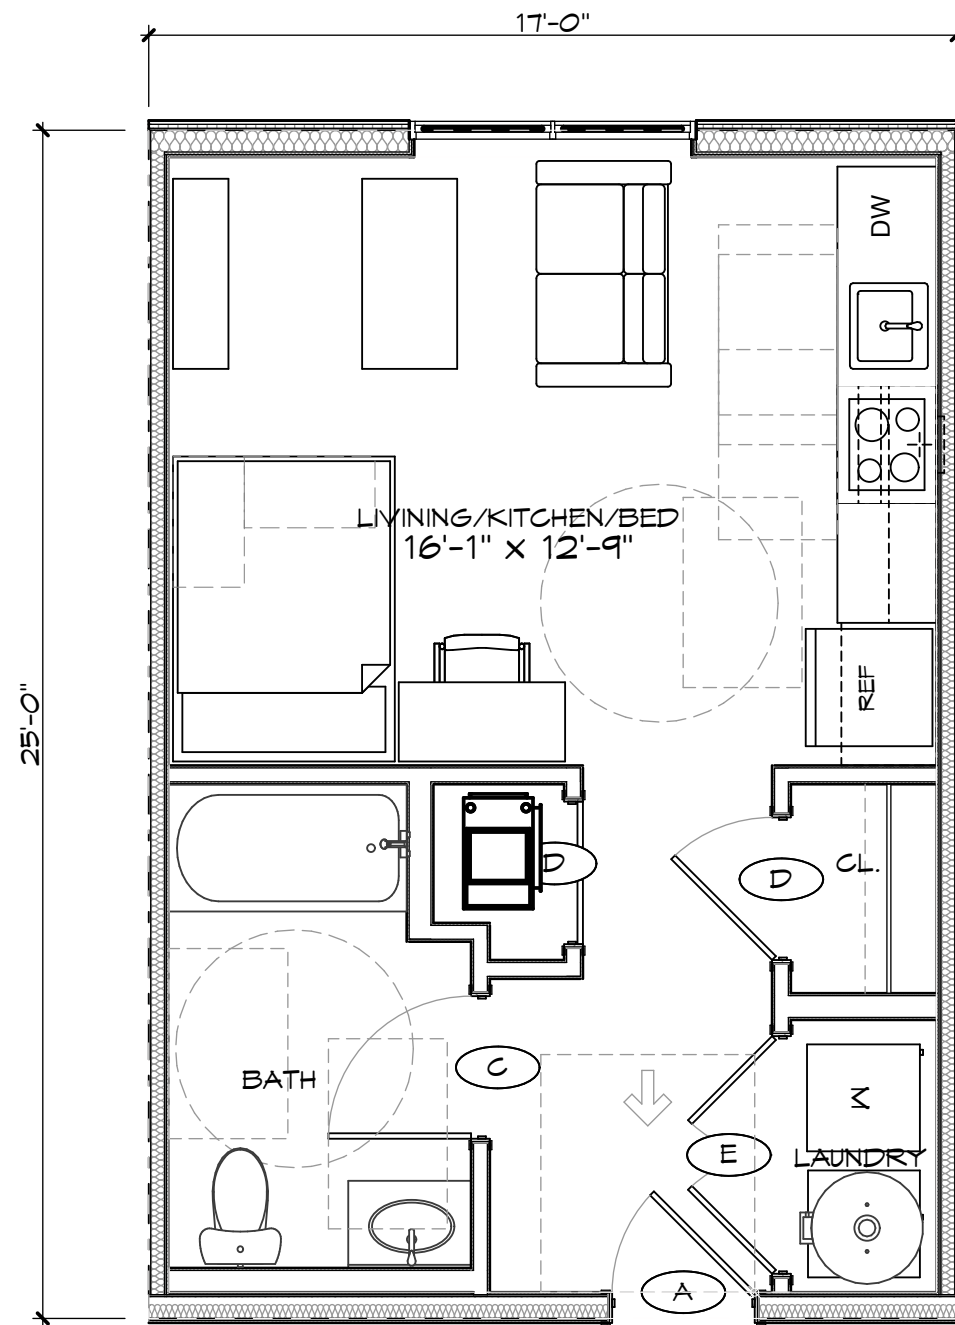 17'-0"
DW
LIVINING/KITCHEN/BED
16'-1" x 12'-9"
REF
25'-0"
D
D
CL.
C
BATH
W
E
LAUNDRY
A